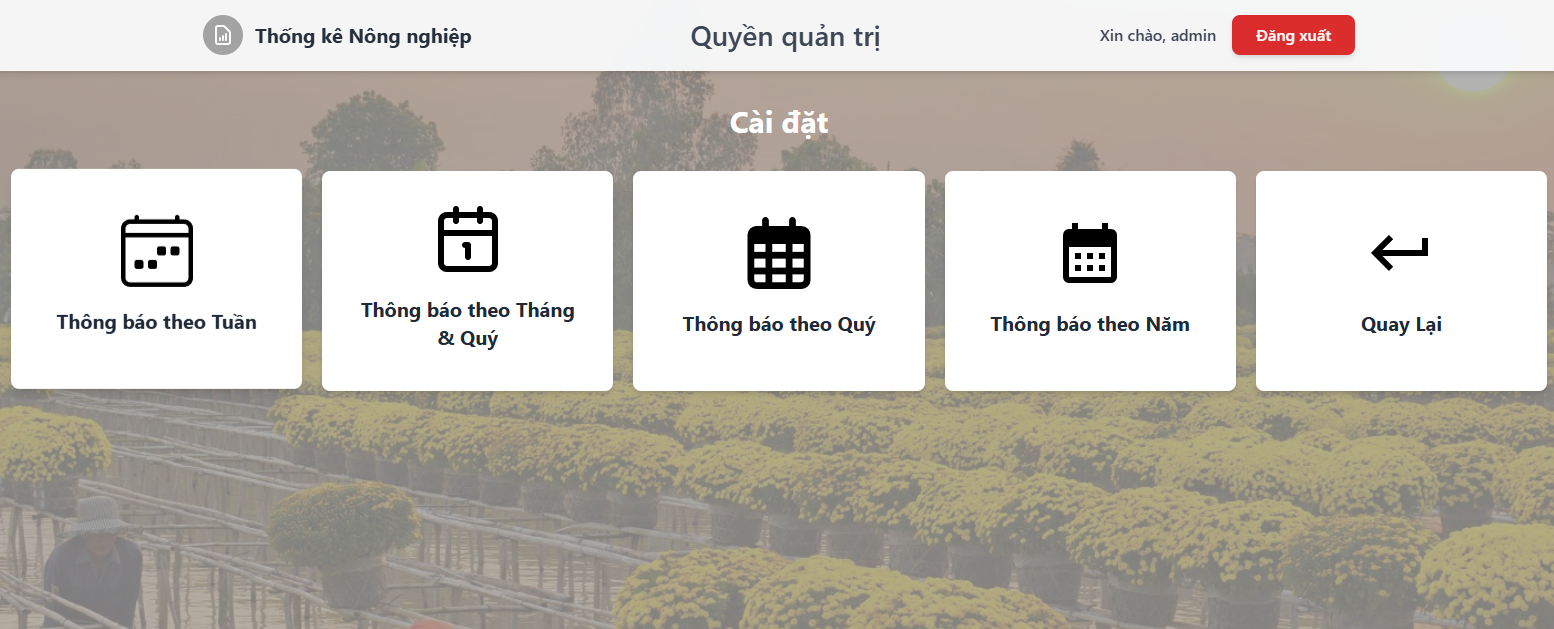 Thống kê Nông nghiệp
Quyền quản trị
Xin chào, admin
Đăng xuất
Cài đặt
Thông báo theo Tuần
Thông báo theo Tháng
& Quý
Thông báo theo Quý
Thông báo theo Năm
Quay Lại
1